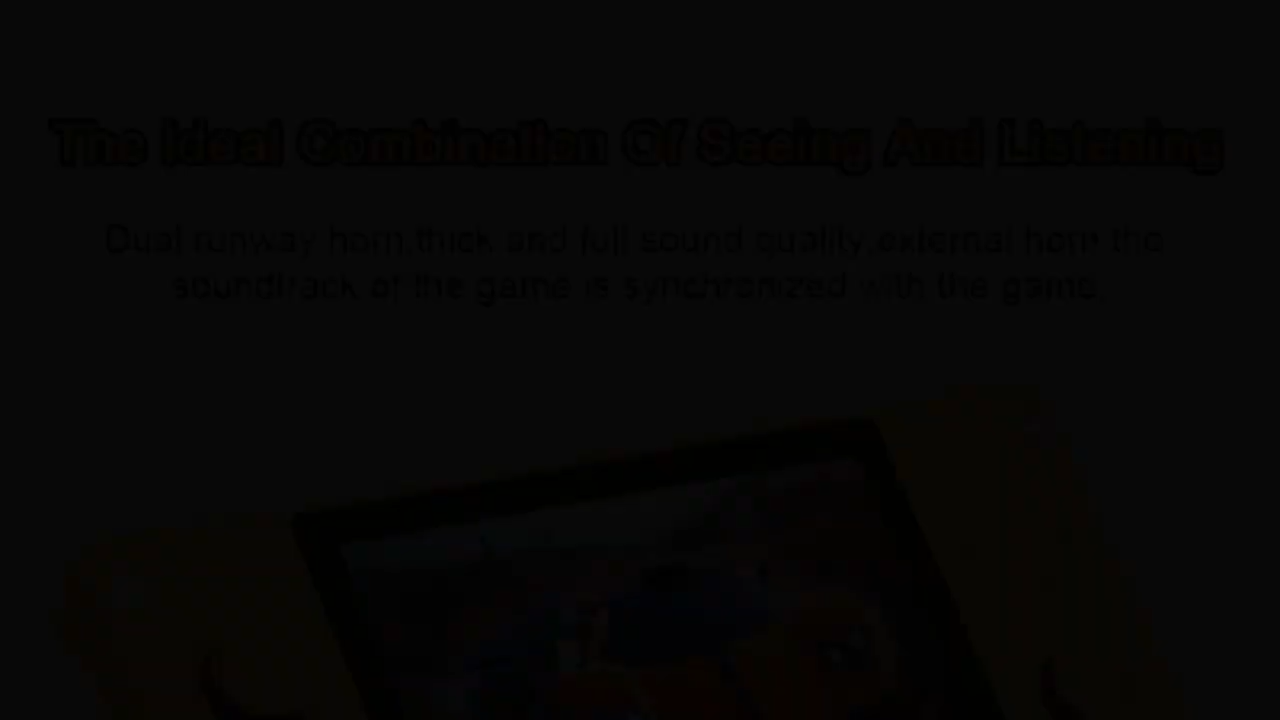 The Ideal Combination Of Seeing And Listening
Dual runway horn,thick and full sound quality,external horn the
soundtrack of the game is synchronized with the game.